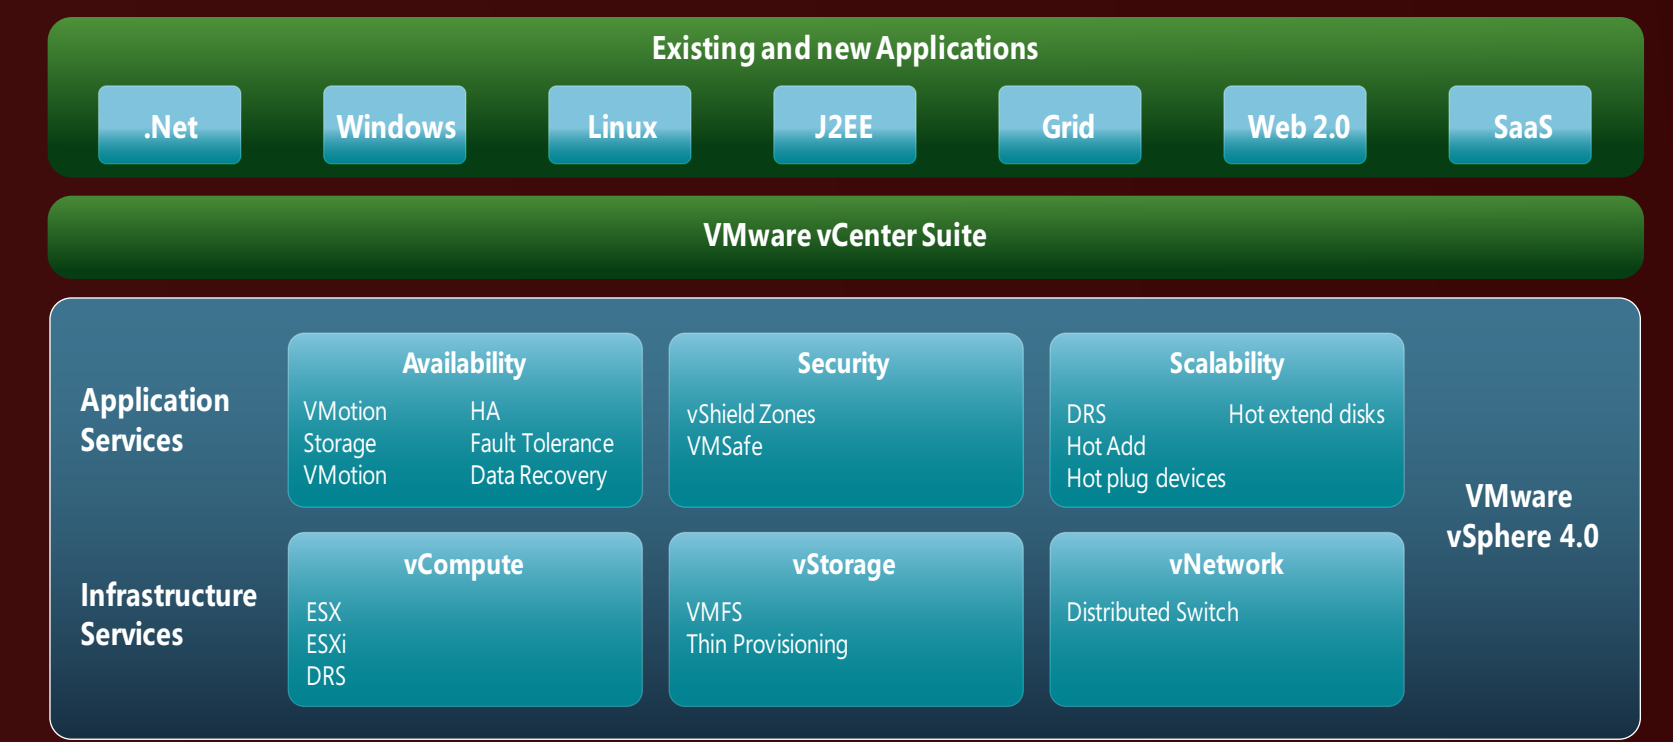 Existing and new Applications
.Net
Windows
Linux
J2EE
Grid
Web 2.0
SaaS
VMware vCenter Suite
Application
Services
Availability
VMotion
Storage
VMotion
HA
Fault Tolerance
Data Recovery
Security
vShield Zones
VMSafe
Scalability
DRS
Hot Add
Hot plug devices
Hot extend disks
Infrastructure
Services
vCompute
ESX
ESXi
DRS
vStorage
VMFS
Thin Provisioning
vNetwork
Distributed Switch
VMware
vSphere 4.0